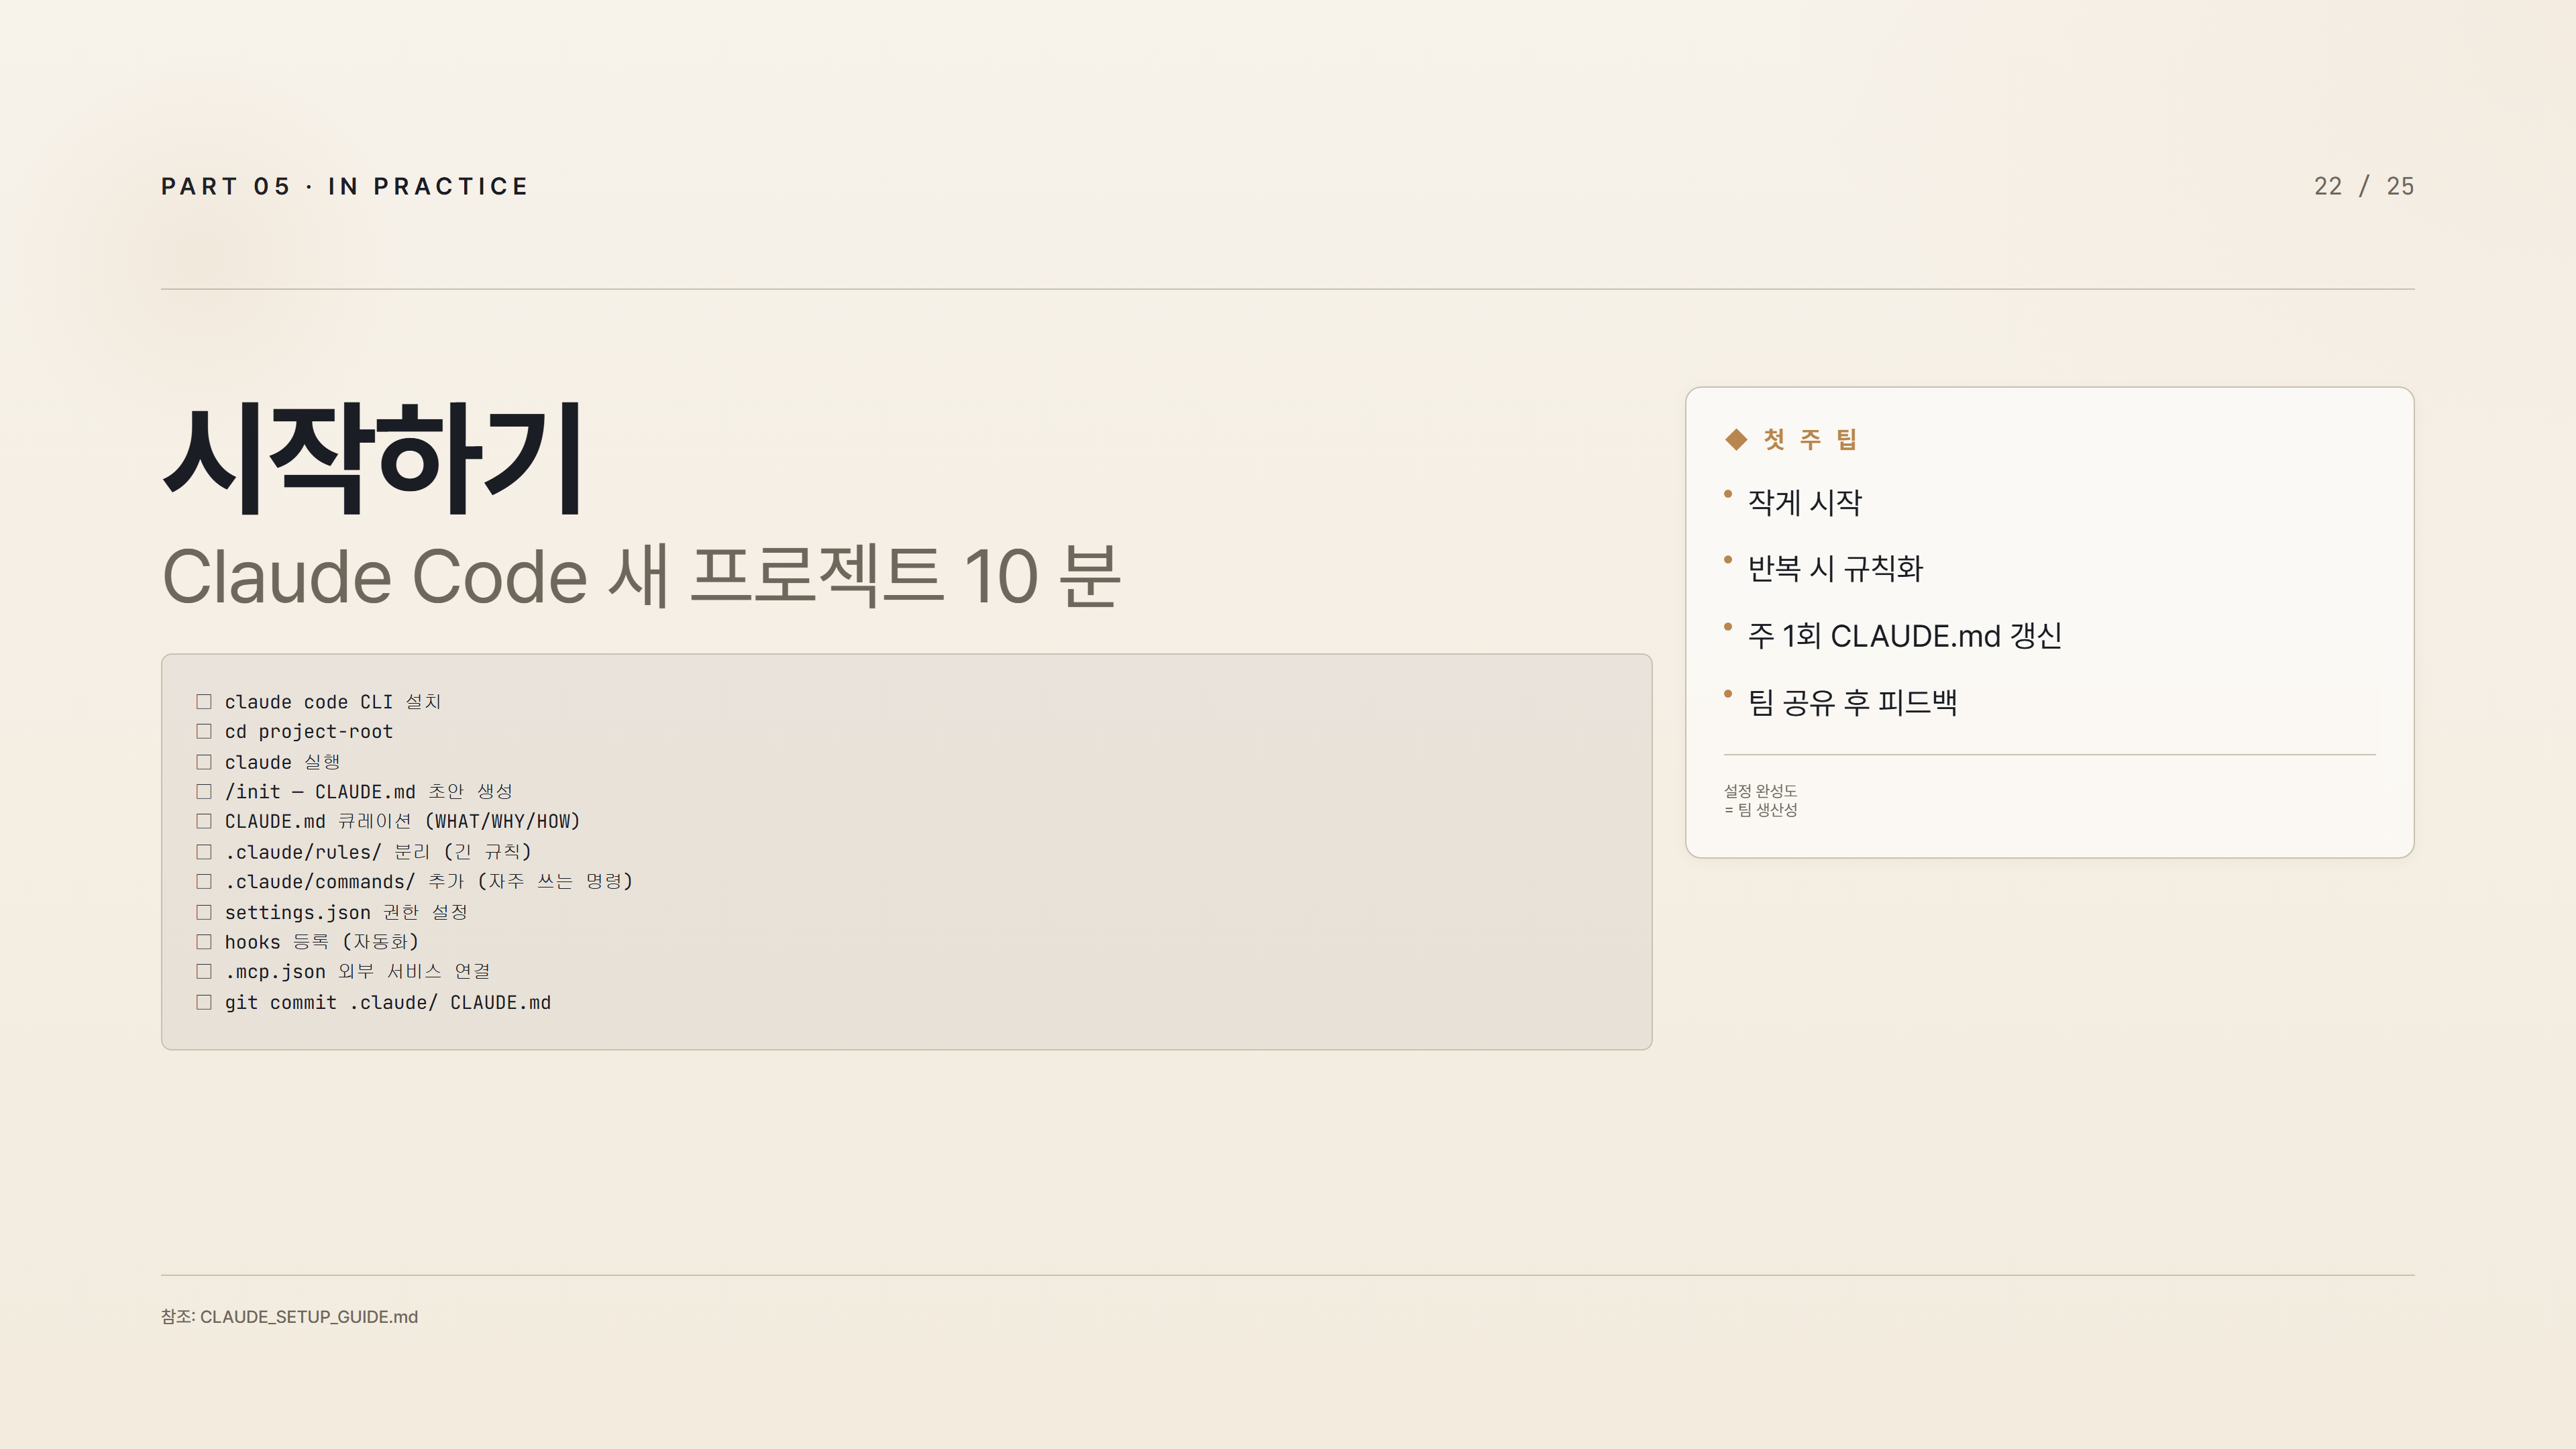 PART 05 · IN PRACTICE
22 / 25
시작하기
Claude Code 새 프로젝트 10 분
□ claude code CLI 설치
□ cd project-root
□ claude 실행
□ /init — CLAUDE.md 초안 생성
□ CLAUDE.md 큐레이션 (WHAT/WHY/HOW)
□ .claude/rules/ 분리 (긴 규칙)
□ .claude/commands/ 추가 (자주 쓰는 명령)
□ settings.json 권한 설정
□ hooks 등록 (자동화)
□ .mcp.json 외부 서비스 연결
□ git commit .claude/ CLAUDE.md
◆ 첫 주 팁
• 작게 시작
• 반복 시 규칙화
• 주 1회 CLAUDE.md 갱신
• 팀 공유 후 피드백
설정 완성도
= 팀 생산성
참조: CLAUDE_SETUP_GUIDE.md